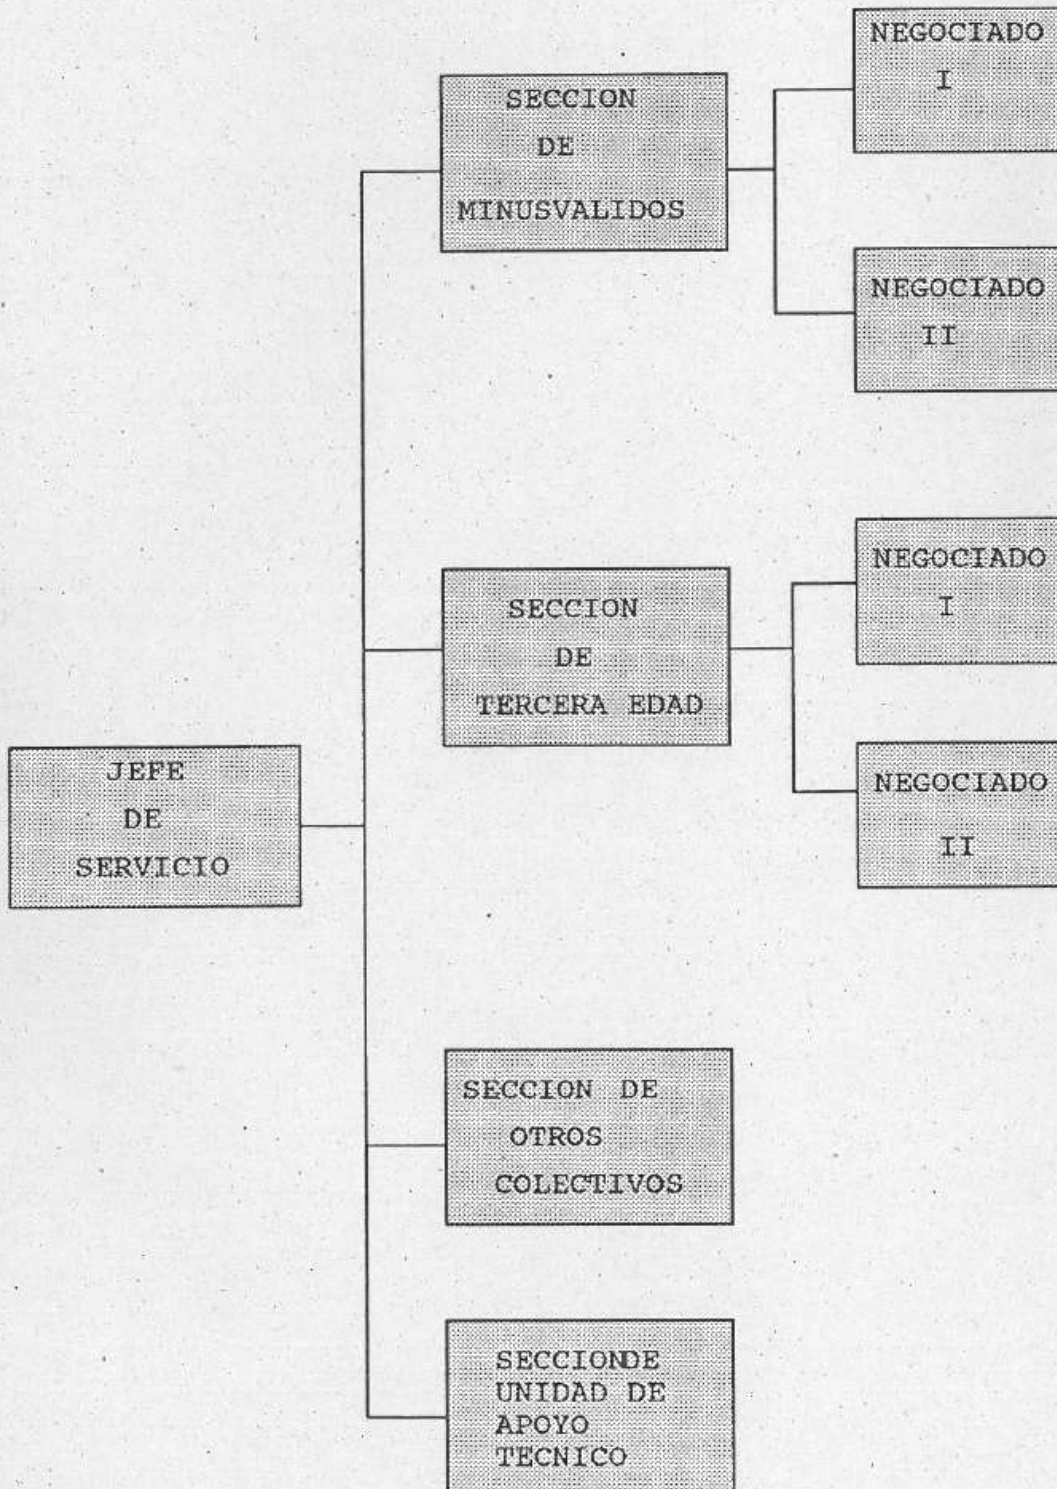 NEGOCIADO
I
SECCION
DE
MINUSVALIDOS
NEGOCIADO
II
NEGOCIADO
I
SECCION
DE
TERCERA EDAD
NEGOCIADO
II
JEFE
DE
SERVICIO
SECCION DE
OTROS
COLECTIVOS
SECCIONDE
UNIDAD DE
APOYO
TECNICO